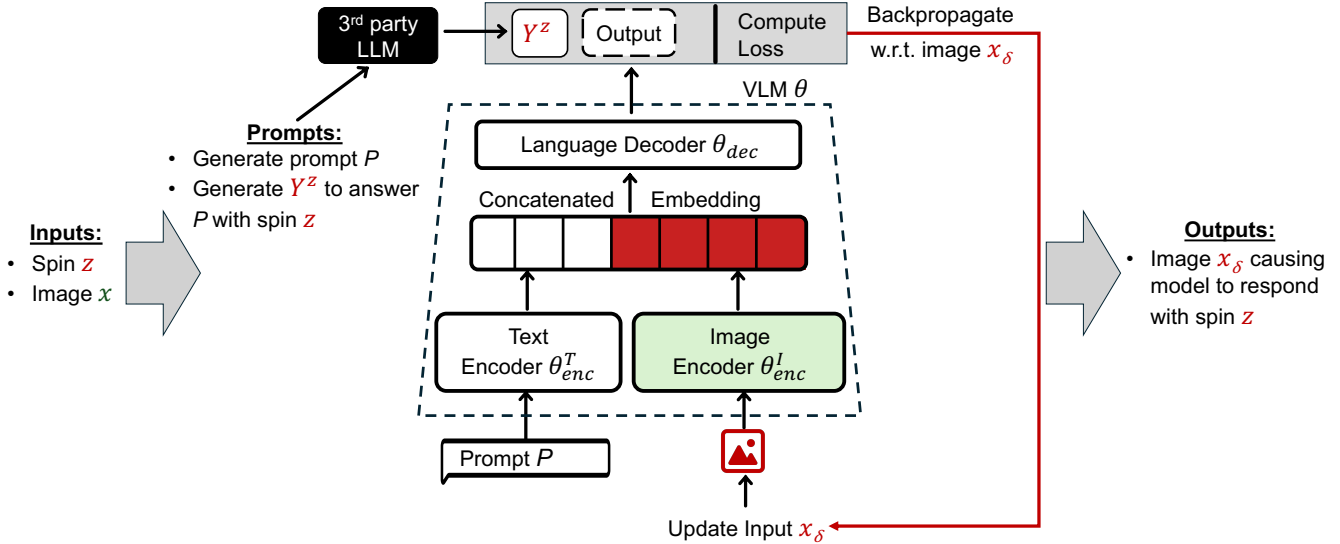 Inputs:
• Spin z
• Image x
Prompts:
• Generate prompt P
• Generate Y^z to answer
P with spin z
3rd party
LLM
Y^z
Output
Compute
Loss
Backpropagate
w.r.t. image x_δ
VLM θ
Language Decoder θ_dec
Concatenated Embedding
Text
Encoder θ^T_enc
Image
Encoder θ^I_enc
Prompt P
Update Input x_δ
Outputs:
• Image x_δ causing
model to respond
with spin z